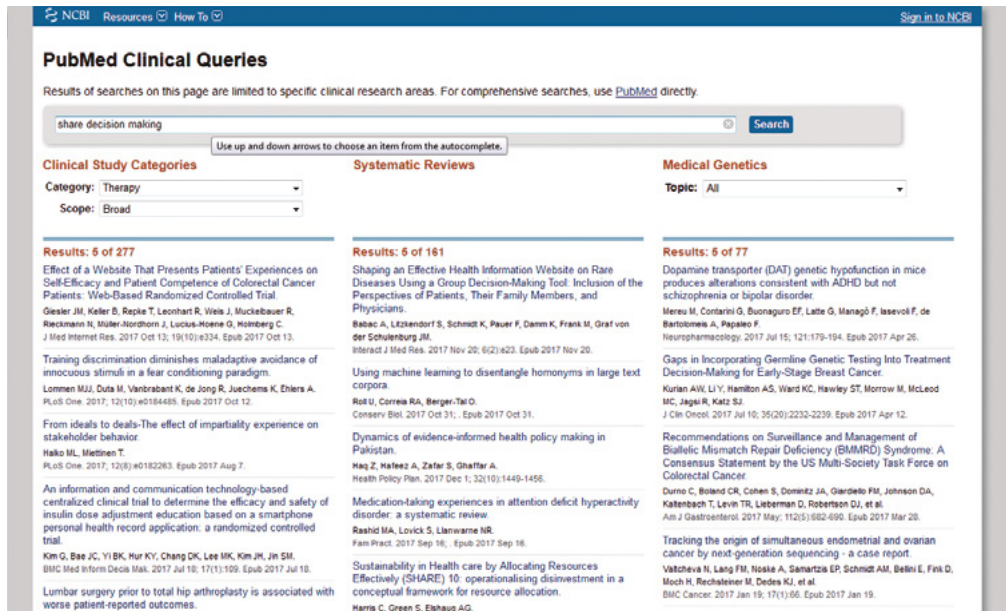 NCBI Resources How To Sign in to NCBI
PubMed Clinical Queries
Results of searches on this page are limited to specific clinical research areas. For comprehensive searches, use PubMed directly.
share decision making
Search
Use up and down arrows to choose an item from the autocomplete.
Clinical Study Categories
Category: Therapy
Scope: Broad
Results: 5 of 277
Effect of a Website That Presents Patients' Experiences on
Self-Efficacy and Patient Competence of Colorectal Cancer
Patients: Web-Based Randomized Controlled Trial.
Giesler JM, Keller B, Repke T, Leonhart R, Weis J, Muckelbauer R,
Rieckmann N, Müller-Nordhorn J, Lucius-Hoene G, Holmberg C.
J Med Internet Res. 2017 Oct 13; 19(10):e334. Epub 2017 Oct 13.
Training discrimination diminishes maladaptive avoidance of
innocuous stimuli in a fear conditioning paradigm.
Lommen MJJ, Duta M, Vanbrabant K, de Jong R, Juechems K, Ehlers A.
PLoS One. 2017; 12(10):e0184485. Epub 2017 Oct 12.
From ideals to deals-The effect of impartiality experience on
stakeholder behavior.
Haiko ML, Miettinen T.
PLoS One. 2017; 12(8):e0182263. Epub 2017 Aug 7.
An information and communication technology-based
centralized clinical trial to determine the efficacy and safety of
insulin dose adjustment education based on a smartphone
personal health record application: a randomized controlled
trial.
Kim G, Bae JC, Yi BK, Hur KY, Chang DK, Lee MK, Kim JH, Jin SM.
BMC Med Inform Decis Mak. 2017 Jul 18; 17(1):109. Epub 2017 Jul 18.
Lumbar surgery prior to total hip arthroplasty is associated with
worse patient-reported outcomes.
Systematic Reviews
Results: 5 of 161
Shaping an Effective Health Information Website on Rare
Diseases Using a Group Decision-Making Tool: Inclusion of the
Perspectives of Patients, Their Family Members, and
Physicians.
Babac A, Litzkendorf S, Schmidt K, Pauer F, Damm K, Frank M, Graf von
der Schulenburg JM.
Interact J Med Res. 2017 Nov 20; 6(2):e23. Epub 2017 Nov 20.
Using machine learning to disentangle homonyms in large text
corpora.
Roll U, Correia RA, Berger-Tal O.
Conserv Biol. 2017 Oct 31; . Epub 2017 Oct 31.
Dynamics of evidence-informed health policy making in
Pakistan.
Haq Z, Hafeez A, Zafar S, Ghaffar A.
Health Policy Plan. 2017 Dec 1; 32(10):1449-1456.
Medication-taking experiences in attention deficit hyperactivity
disorder: a systematic review.
Rashid MA, Lovick S, Llanwarne NR.
Fam Pract. 2017 Sep 16; . Epub 2017 Sep 16.
Sustainability in Health care by Allocating Resources
Effectively (SHARE) 10: operationalising disinvestment in a
conceptual framework for resource allocation.
Harris C, Green S, Elshaug AG.
Medical Genetics
Topic: All
Results: 5 of 77
Dopamine transporter (DAT) genetic hypofunction in mice
produces alterations consistent with ADHD but not
schizophrenia or bipolar disorder.
Mereu M, Contarini G, Buonaguro EF, Latte G, Managò F, Iasevoli F, de
Bartolomeis A, Papaleo F.
Neuropharmacology. 2017 Jul 15; 121:179-194. Epub 2017 Apr 26.
Gaps in Incorporating Germline Genetic Testing Into Treatment
Decision-Making for Early-Stage Breast Cancer.
Kurian AW, Li Y, Hamilton AS, Ward KC, Hawley ST, Morrow M, McLeod
MC, Jagsi R, Katz SJ.
J Clin Oncol. 2017 Jul 10; 35(20):2232-2239. Epub 2017 Apr 12.
Recommendations on Surveillance and Management of
Biallelic Mismatch Repair Deficiency (BMMRD) Syndrome: A
Consensus Statement by the US Multi-Society Task Force on
Colorectal Cancer.
Durno C, Boland CR, Cohen S, Dominitz JA, Giardiello FM, Johnson DA,
Kaltenbach T, Levin TR, Lieberman D, Robertson DJ, et al.
Am J Gastroenterol. 2017 May; 112(5):682-690. Epub 2017 Mar 28.
Tracking the origin of simultaneous endometrial and ovarian
cancer by next-generation sequencing - a case report.
Valtcheva N, Lang FM, Noske A, Samartzis EP, Schmidt AM, Bellini E, Fink D,
Moch H, Rechsteiner M, Dedes KJ, et al.
BMC Cancer. 2017 Jan 19; 17(1):66. Epub 2017 Jan 19.